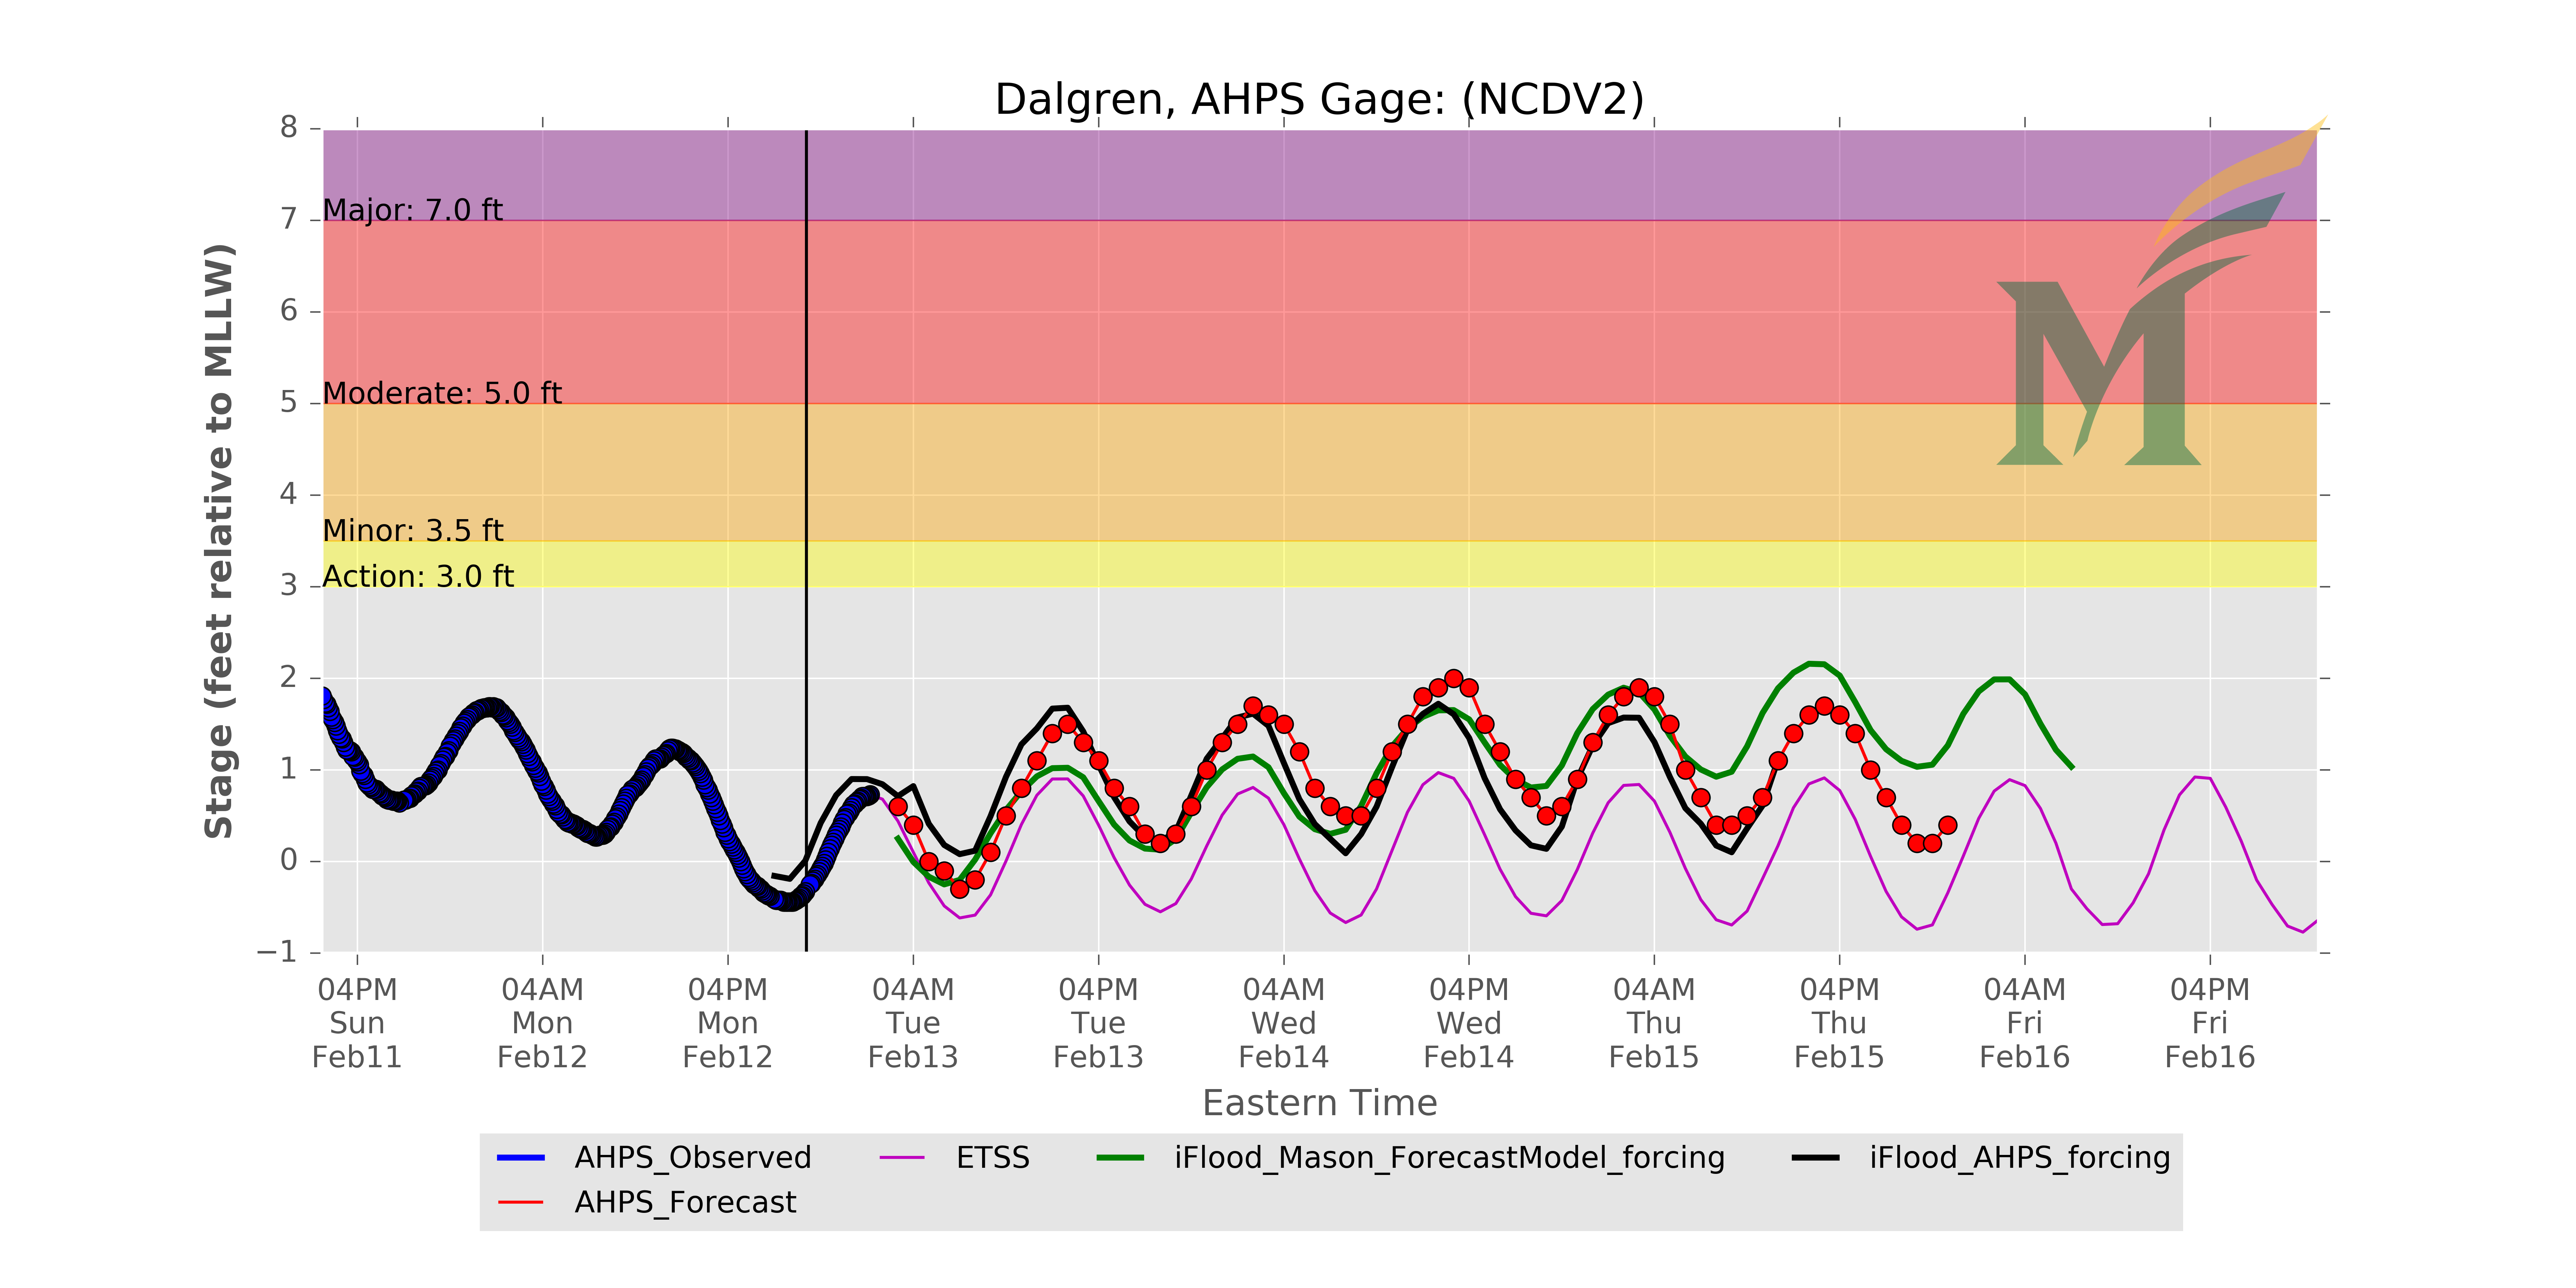 Dalgren, AHPS Gage: (NCDV2)
Stage (feet relative to MLLW)
8
7
6
5
4
3
2
1
0
−1
Major: 7.0 ft
Moderate: 5.0 ft
Minor: 3.5 ft
Action: 3.0 ft
04PM 04AM 04PM 04AM 04PM 04AM 04PM 04AM 04PM 04AM 04PM
Sun Mon Mon Tue Tue Wed Wed Thu Thu Fri Fri
Feb11 Feb12 Feb12 Feb13 Feb13 Feb14 Feb14 Feb15 Feb15 Feb16 Feb16
Eastern Time
AHPS_Observed ETSS iFlood_Mason_ForecastModel_forcing iFlood_AHPS_forcing
AHPS_Forecast
M